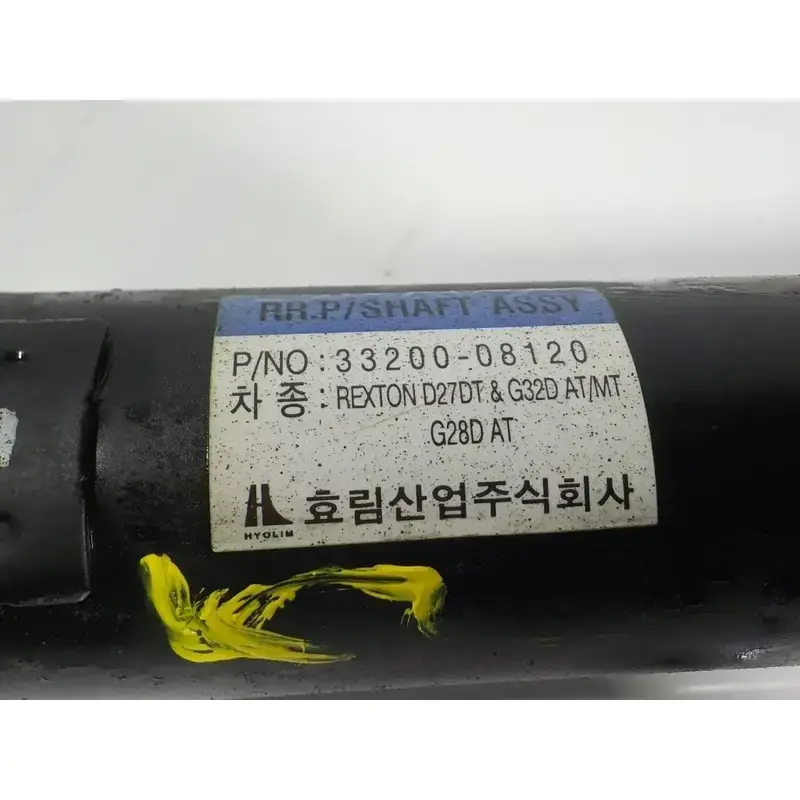 RR.P/SHAFT ASSY
P/NO : 33200-08120
차 종 : REXTON D27DT & G32D AT/MT
G28D AT
HYOLIM 효림산업주식회사